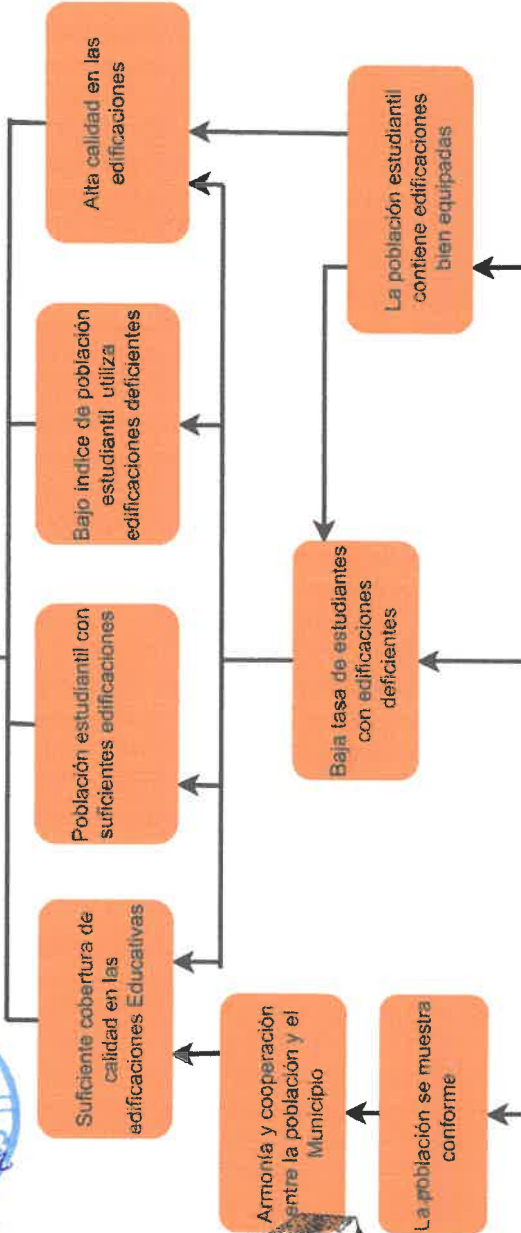 Suficiente cobertura de
calidad en las
edificaciones Educativas
Población estudiantil con
suficientes edificaciones
Bajo indice de población
estudiantil utiliza
edificaciones deficientes
Alta calidad en las
edificaciones
Armonía y cooperación
entre la población y el
Municipio
Baja tasa de estudiantes
con edificaciones
deficientes
La población estudiantil
contiene edificaciones
bien equipadas
La población se muestra
conforme